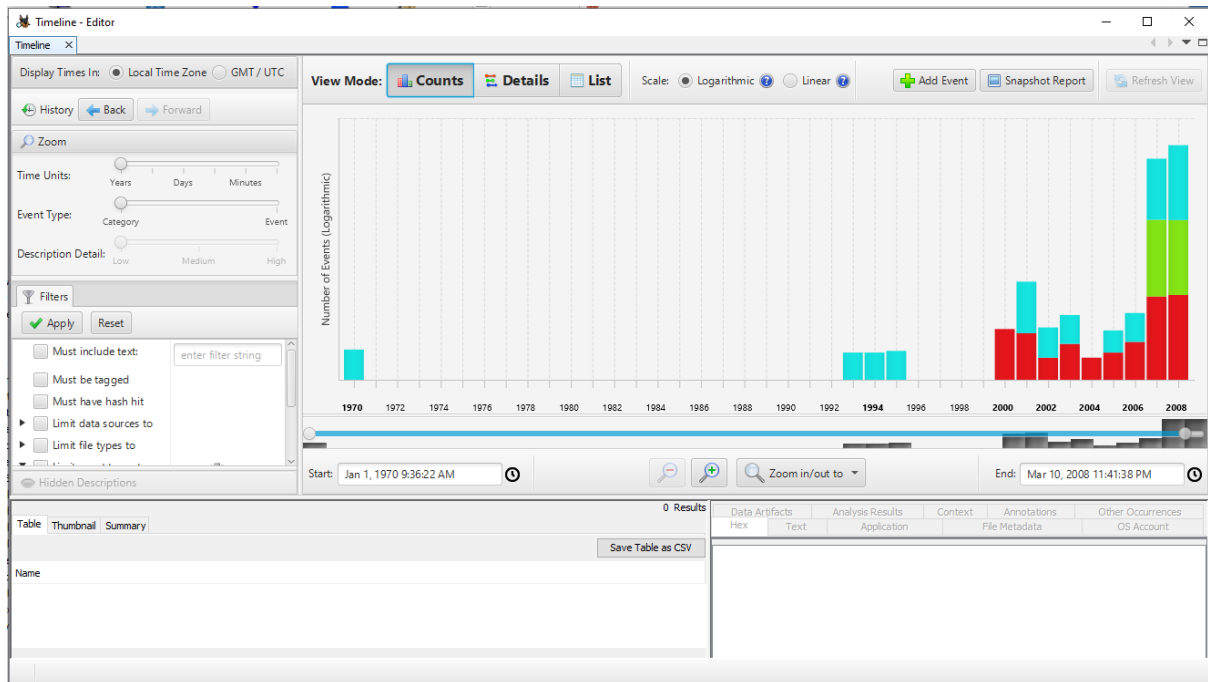 Timeline - Editor
Timeline X
Display Times In: Local Time Zone GMT / UTC
History Back Forward
Zoom
Time Units:
Years Days Minutes
Event Type:
Category Event
Description Detail:
Low Medium High
Filters
Apply Reset
Must include text: enter filter string
Must be tagged
Must have hash hit
Limit data sources to
Limit file types to
Hidden Descriptions
View Mode: Counts Details List Scale: Logarithmic Linear Add Event Snapshot Report Refresh View
Number of Events (Logarithmic)
1970 1972 1974 1976 1978 1980 1982 1984 1986 1988 1990 1992 1994 1996 1998 2000 2002 2004 2006 2008
Start: Jan 1, 1970 9:36:22 AM Zoom in/out to End: Mar 10, 2008 11:41:38 PM
0 Results
Table Thumbnail Summary
Save Table as CSV
Name
Data Artifacts Analysis Results Context Annotations Other Occurrences
Hex Text Application File Metadata OS Account